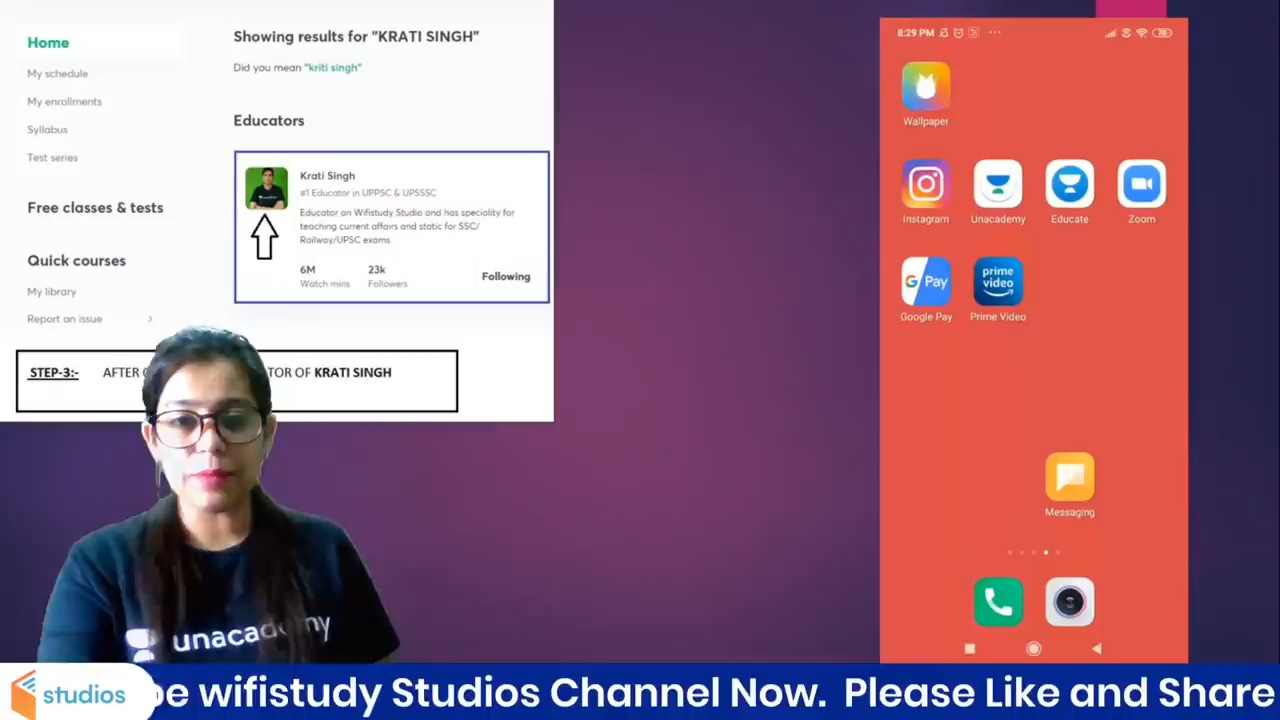 Home
My schedule
My enrollments
Syllabus
Test series
Free classes & tests
Quick courses
My library
Report an issue
Showing results for "KRATI SINGH"
Did you mean "kriti singh"
Educators
Krati Singh
#1 Educator in UPPSC & UPSSSC
Educator on Wifistudy Studio and has speciality for
teaching current affairs and static for SSC/
Railway/UPSC exams
6M
Watch mins
23k
Followers
Following
STEP-3:- AFTER TOR OF KRATI SINGH
unacademy
8:29 PM
Wallpaper
Instagram
Unacademy
Educate
Zoom
G Pay
Google Pay
prime
video
Prime Video
Messaging
studios
be wifistudy Studios Channel Now. Please Like and Share